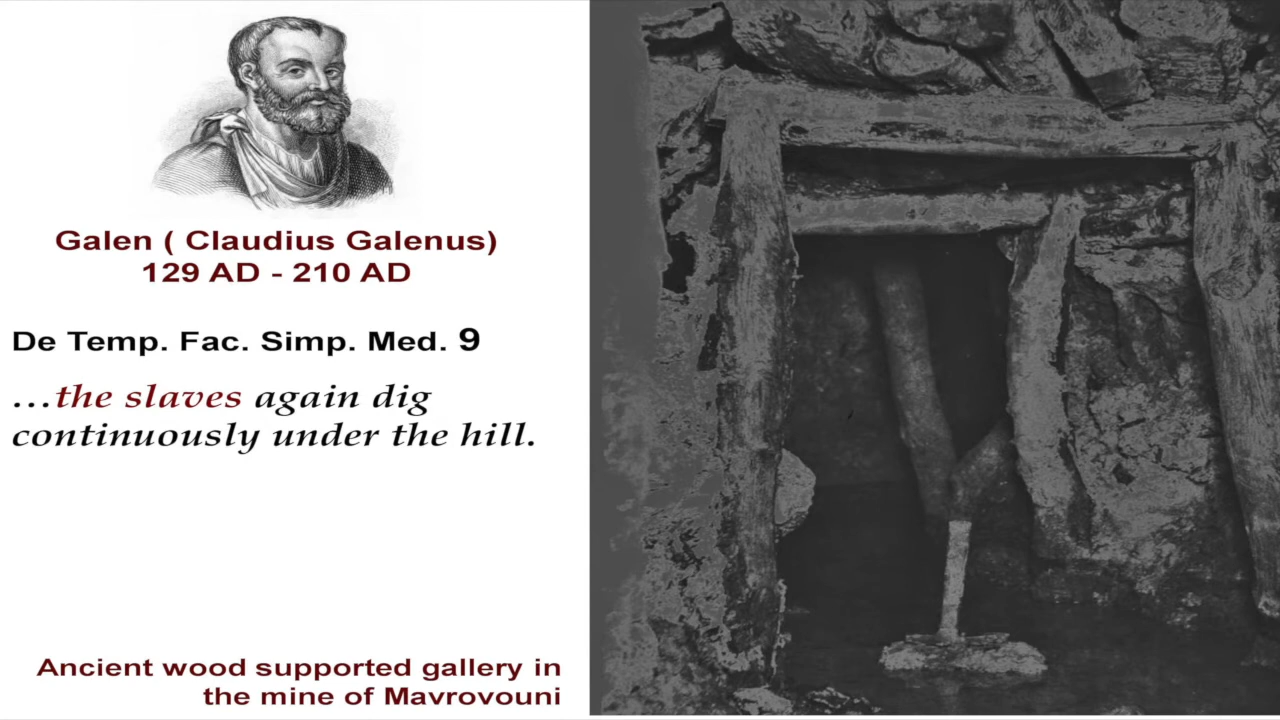 Galen ( Claudius Galenus)
129 AD - 210 AD
De Temp. Fac. Simp. Med. 9
...the slaves again dig
continuously under the hill.
Ancient wood supported gallery in
the mine of Mavrovouni